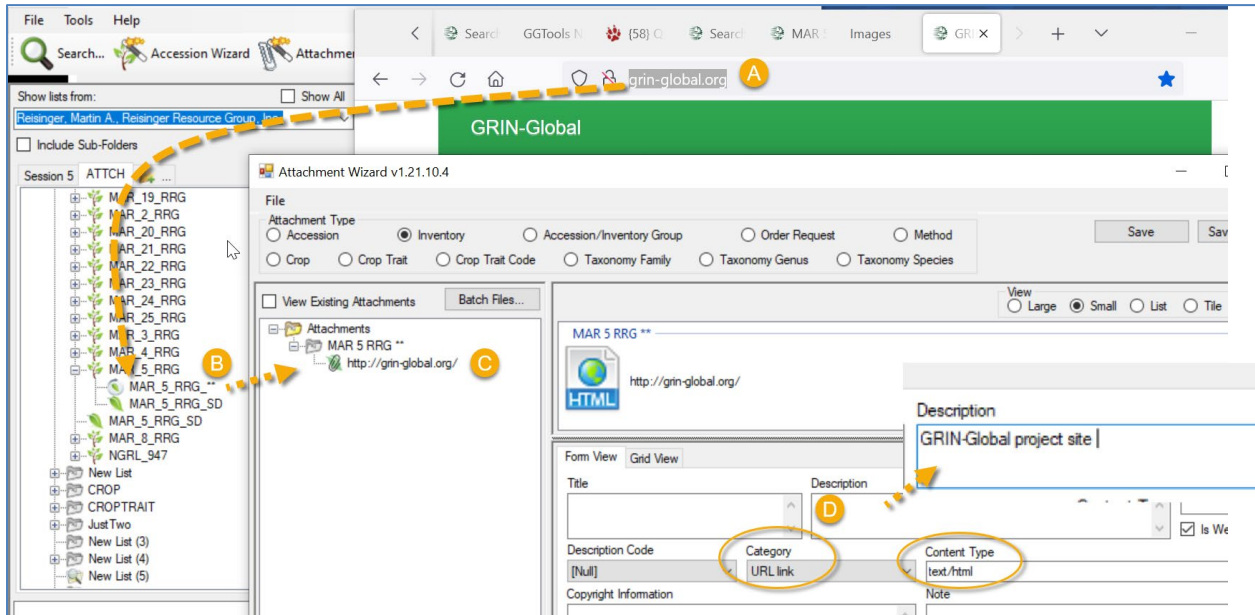 File Tools Help
Search... Accession Wizard Attachme
Search GGTools N (58) Q Search MAR S Images GRI
Show lists from: Show All
grin-global.org A
Reisinger, Martin A., Reisinger Resource Group, Inc.
GRIN-Global
Include Sub-Folders
Session 5 ATTCH ...
MAR_19_RRG
MAR_2_RRG
MAR_20_RRG
MAR_21_RRG
MAR_22_RRG
MAR_23_RRG
MAR_24_RRG
MAR_25_RRG
MAR_3_RRG
MAR_4_RRG
MAR_5_RRG
MAR_5_RRG_**
MAR_5_RRG_SD
MAR_5_RRG_SD
MAR_8_RRG
NGRL_947
New List
CROP
CROPTRAIT
JustTwo
New List (3)
New List (4)
New List (5)
B
Attachment Wizard v1.21.10.4
File
Attachment Type
Accession Inventory Accession/Inventory Group Order Request Method
Crop Crop Trait Crop Trait Code Taxonomy Family Taxonomy Genus Taxonomy Species
Save Sav
View Existing Attachments Batch Files...
Attachments
MAR 5 RRG **
http://grin-global.org/ C
View
Large Small List Tile
MAR 5 RRG **
HTML http://grin-global.org/
Description
GRIN-Global project site
Form View Grid View
Title Description
D
Is We
Description Code Category Content Type
[Null] URL link text/html
Copyright Information Note